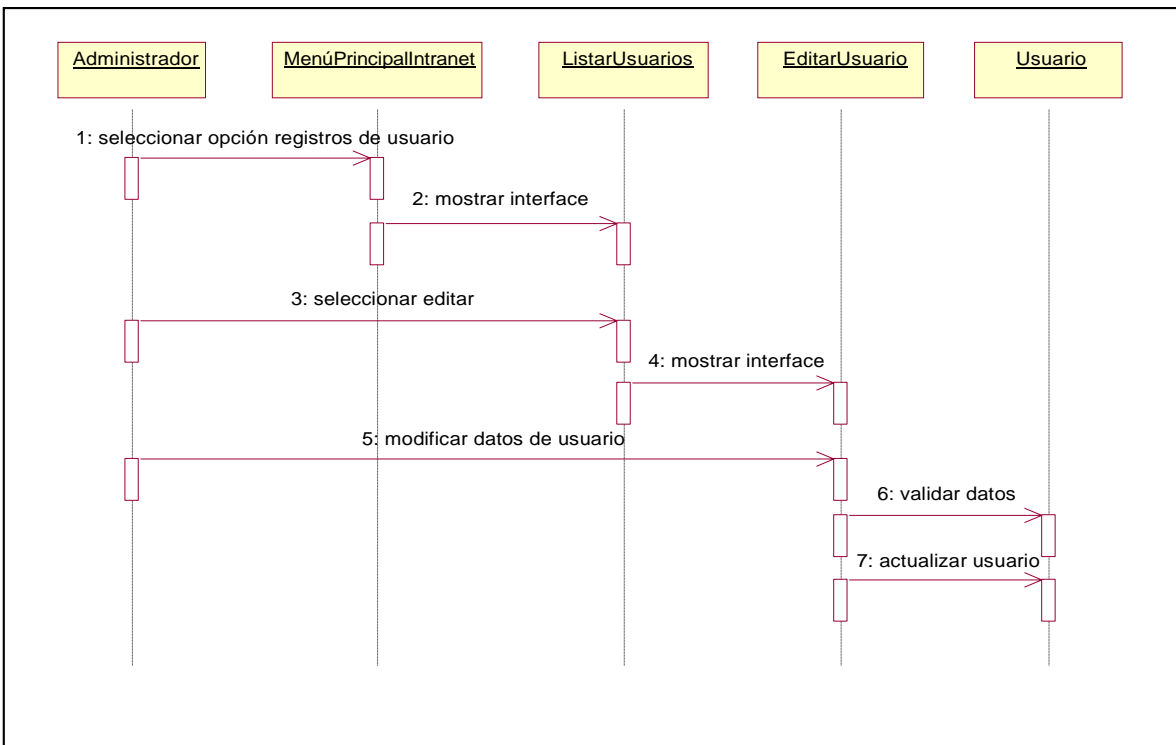 Administrador
MenúPrincipalIntranet
ListarUsuarios
EditarUsuario
Usuario
1: seleccionar opción registros de usuario
2: mostrar interface
3: seleccionar editar
4: mostrar interface
5: modificar datos de usuario
6: validar datos
7: actualizar usuario